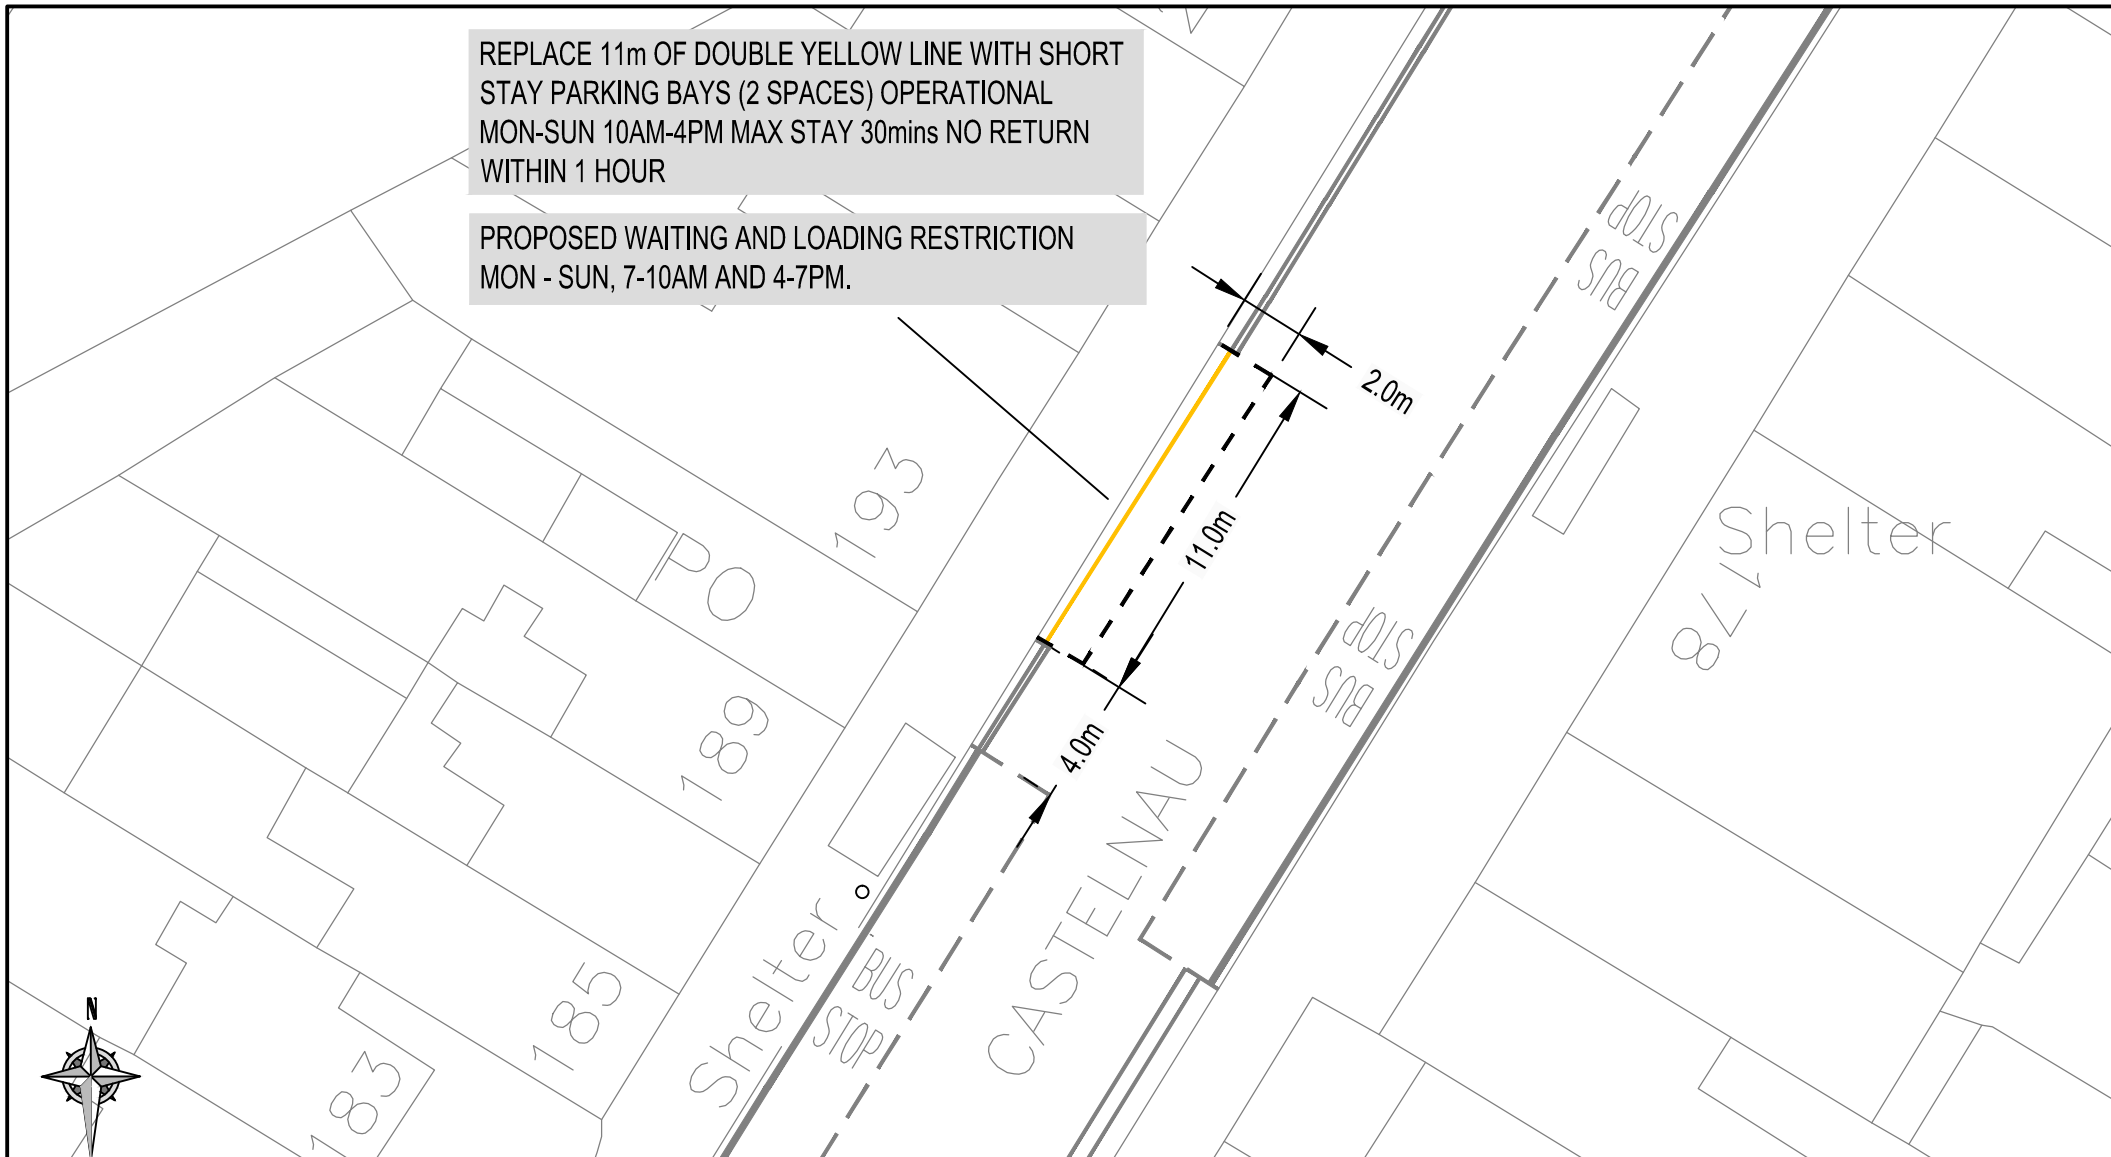 REPLACE 11m OF DOUBLE YELLOW LINE WITH SHORT
STAY PARKING BAYS (2 SPACES) OPERATIONAL
MON-SUN 10AM-4PM MAX STAY 30mins NO RETURN
WITHIN 1 HOUR
PROPOSED WAITING AND LOADING RESTRICTION
MON - SUN, 7-10AM AND 4-7PM.
BUS
STOP
2.0m
193
11.0m
Shelter
PO
178
BUS
STOP
189
4.0m
CASTELNAU
Shelter
BUS
STOP
185
183
N